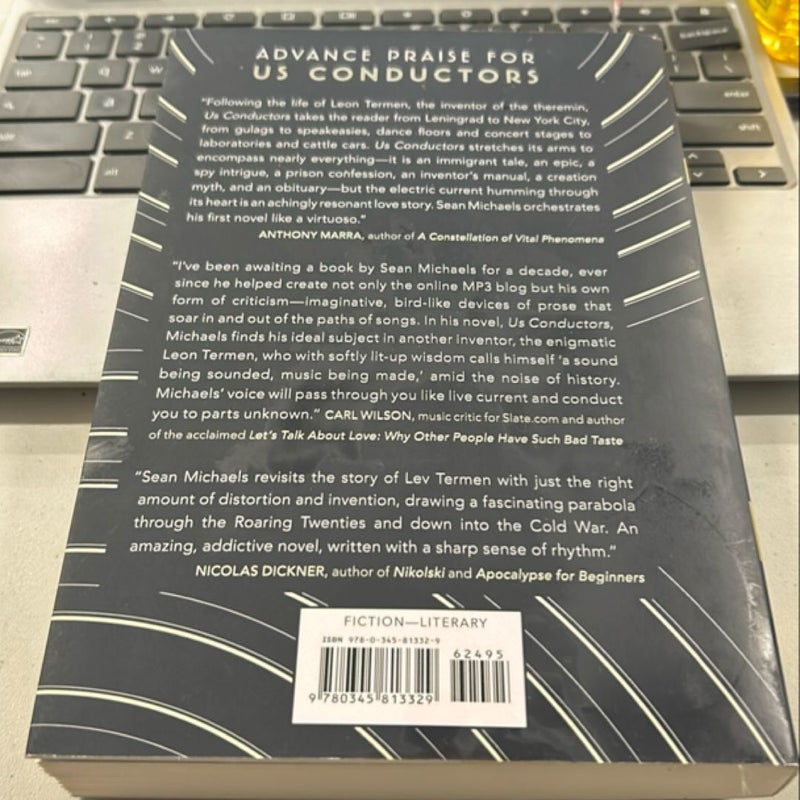 ADVANCE PRAISE FOR
US CONDUCTORS
"Following the life of Leon Termen, the inventor of the theremin,
Us Conductors takes the reader from Leningrad to New York City,
from gulags to speakeasies, dance floors and concert stages to
laboratories and cattle cars. Us Conductors stretches its arms to
encompass nearly everything—it is an immigrant tale, an epic, a
spy intrigue, a prison confession, an inventor's manual, a creation
myth, and an obituary—but the electric current humming through
its heart is an achingly resonant love story. Sean Michaels orchestrates
his first novel like a virtuoso."
ANTHONY MARRA, author of A Constellation of Vital Phenomena
"I've been awaiting a book by Sean Michaels for a decade, ever
since he helped create not only the online MP3 blog but his own
form of criticism—imaginative, bird-like devices of prose that
soar in and out of the paths of songs. In his novel, Us Conductors,
Michaels finds his ideal subject in another inventor, the enigmatic
Leon Termen, who with softly lit-up wisdom calls himself 'a sound
being sounded, music being made,' amid the noise of history.
Michaels' voice will pass through you like live current and conduct
you to parts unknown." CARL WILSON, music critic for Slate.com and author
of the acclaimed Let's Talk About Love: Why Other People Have Such Bad Taste
"Sean Michaels revisits the story of Lev Termen with just the right
amount of distortion and invention, drawing a fascinating parabola
through the Roaring Twenties and down into the Cold War. An
amazing, addictive novel, written with a sharp sense of rhythm."
NICOLAS DICKNER, author of Nikolski and Apocalypse for Beginners
FICTION—LITERARY
ISBN 978-0-345-81332-9
62495
9 780345 813329
tab
q
w
a
z
alt
enter
shift